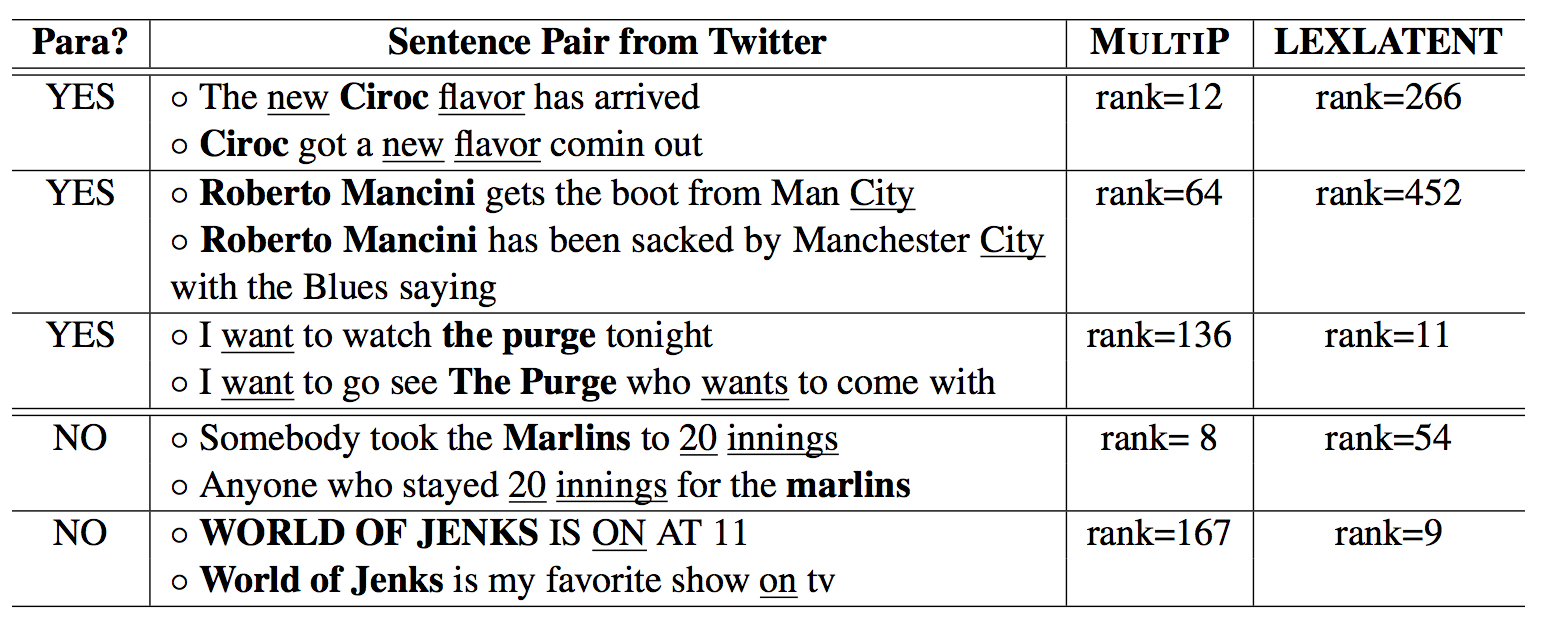 Para? Sentence Pair from Twitter MULTIP LEXLATENT
YES ○ The new Ciroc flavor has arrived rank=12 rank=266
○ Ciroc got a new flavor comin out
YES ○ Roberto Mancini gets the boot from Man City rank=64 rank=452
○ Roberto Mancini has been sacked by Manchester City
with the Blues saying
YES ○ I want to watch the purge tonight rank=136 rank=11
○ I want to go see The Purge who wants to come with
NO ○ Somebody took the Marlins to 20 innings rank= 8 rank=54
○ Anyone who stayed 20 innings for the marlins
NO ○ WORLD OF JENKS IS ON AT 11 rank=167 rank=9
○ World of Jenks is my favorite show on tv